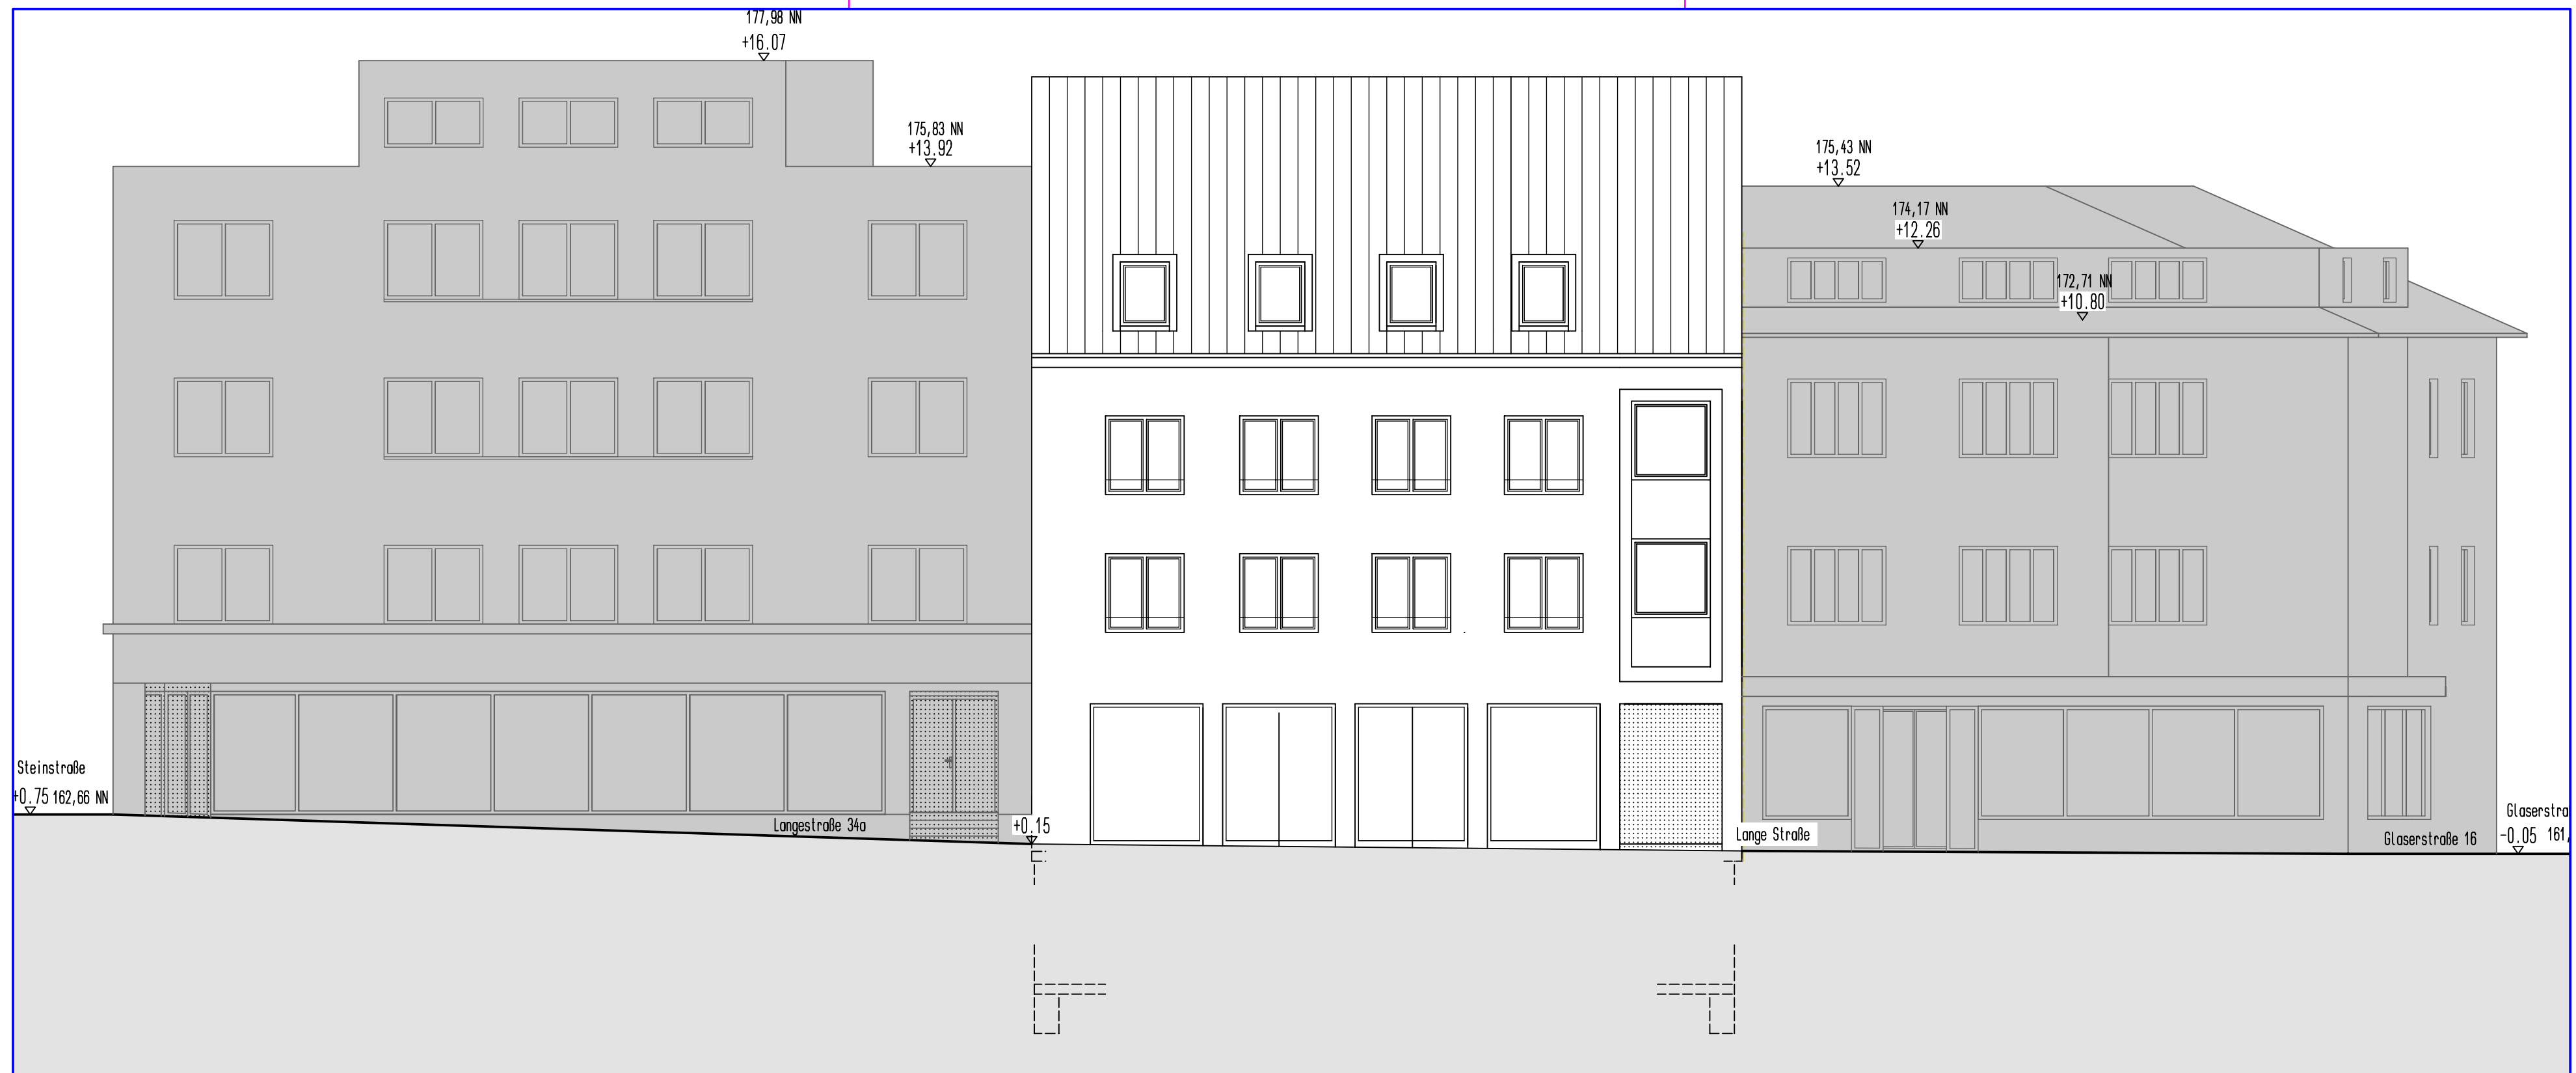 177,98 NN
+16.07
175,83 NN
+13.92
175,43 NN
+13.52
174,17 NN
+12.26
172,71 NN
+10.80
Steinstraße
+0.75 162,66 NN
Langestraße 34a
+0.15
Lange Straße
Glaserstraße 16
Glaserstra
-0.05 161,